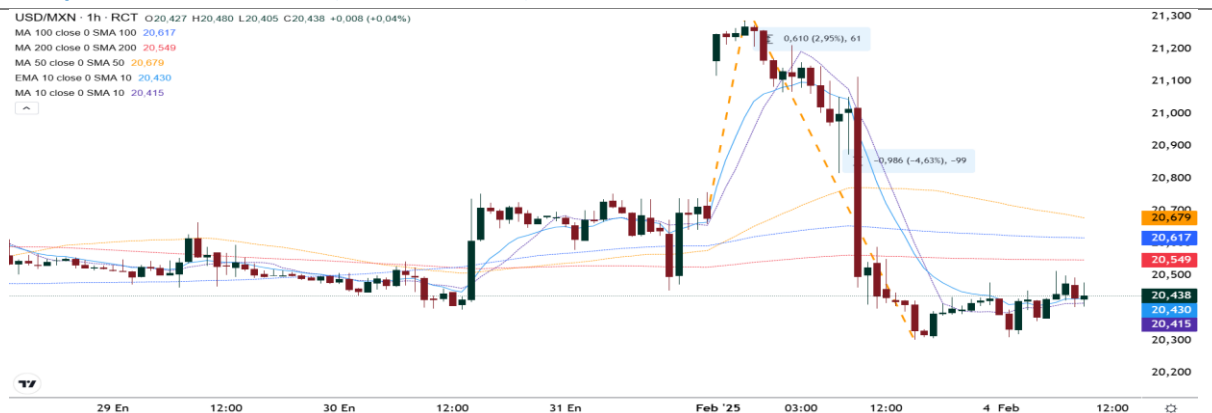 USD/MXN · 1h · RCT O20,427 H20,480 L20,405 C20,438 +0,008 (+0,04%)
MA 100 close 0 SMA 100 20,617
MA 200 close 0 SMA 200 20,549
MA 50 close 0 SMA 50 20,679
EMA 10 close 0 SMA 10 20,430
MA 10 close 0 SMA 10 20,415
0,610 (2,95%), 61
−0,986 (−4,63%), −99
21,300
21,200
21,100
21,000
20,900
20,800
20,700
20,679
20,617
20,549
20,500
20,438
20,430
20,415
20,300
20,200
29 En 12:00 30 En 12:00 31 En Feb '25 03:00 12:00 4 Feb 12:00